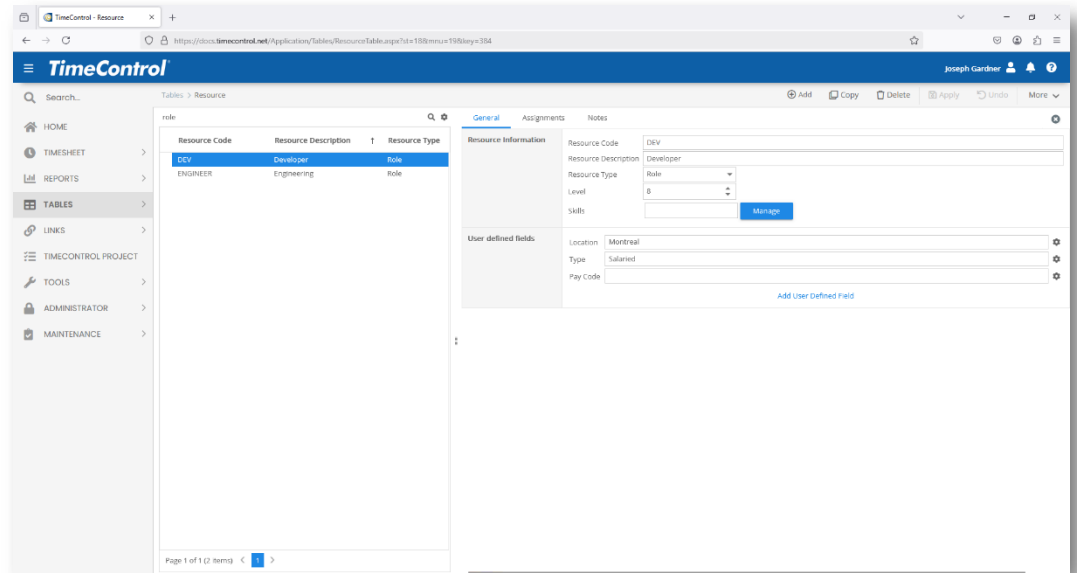 TimeControl - Resource
https://docs.timecontrol.net/Application/Tables/ResourceTable.aspx?st=18&mnu=19&key=384
TimeControl
Joseph Gardner
Search...
Tables > Resource
Add
Copy
Delete
Apply
Undo
More
HOME
TIMESHEET
REPORTS
TABLES
LINKS
TIMECONTROL PROJECT
TOOLS
ADMINISTRATOR
MAINTENANCE
role
Resource Code Resource Description ↑ Resource Type
DEV Developer Role
ENGINEER Engineering Role
Page 1 of 1 (2 items) < 1 >
General Assignments Notes
Resource Information
Resource Code DEV
Resource Description Developer
Resource Type Role
Level 8
Skills Manage
User defined fields
Location Montreal
Type Salaried
Pay Code
Add User Defined Field